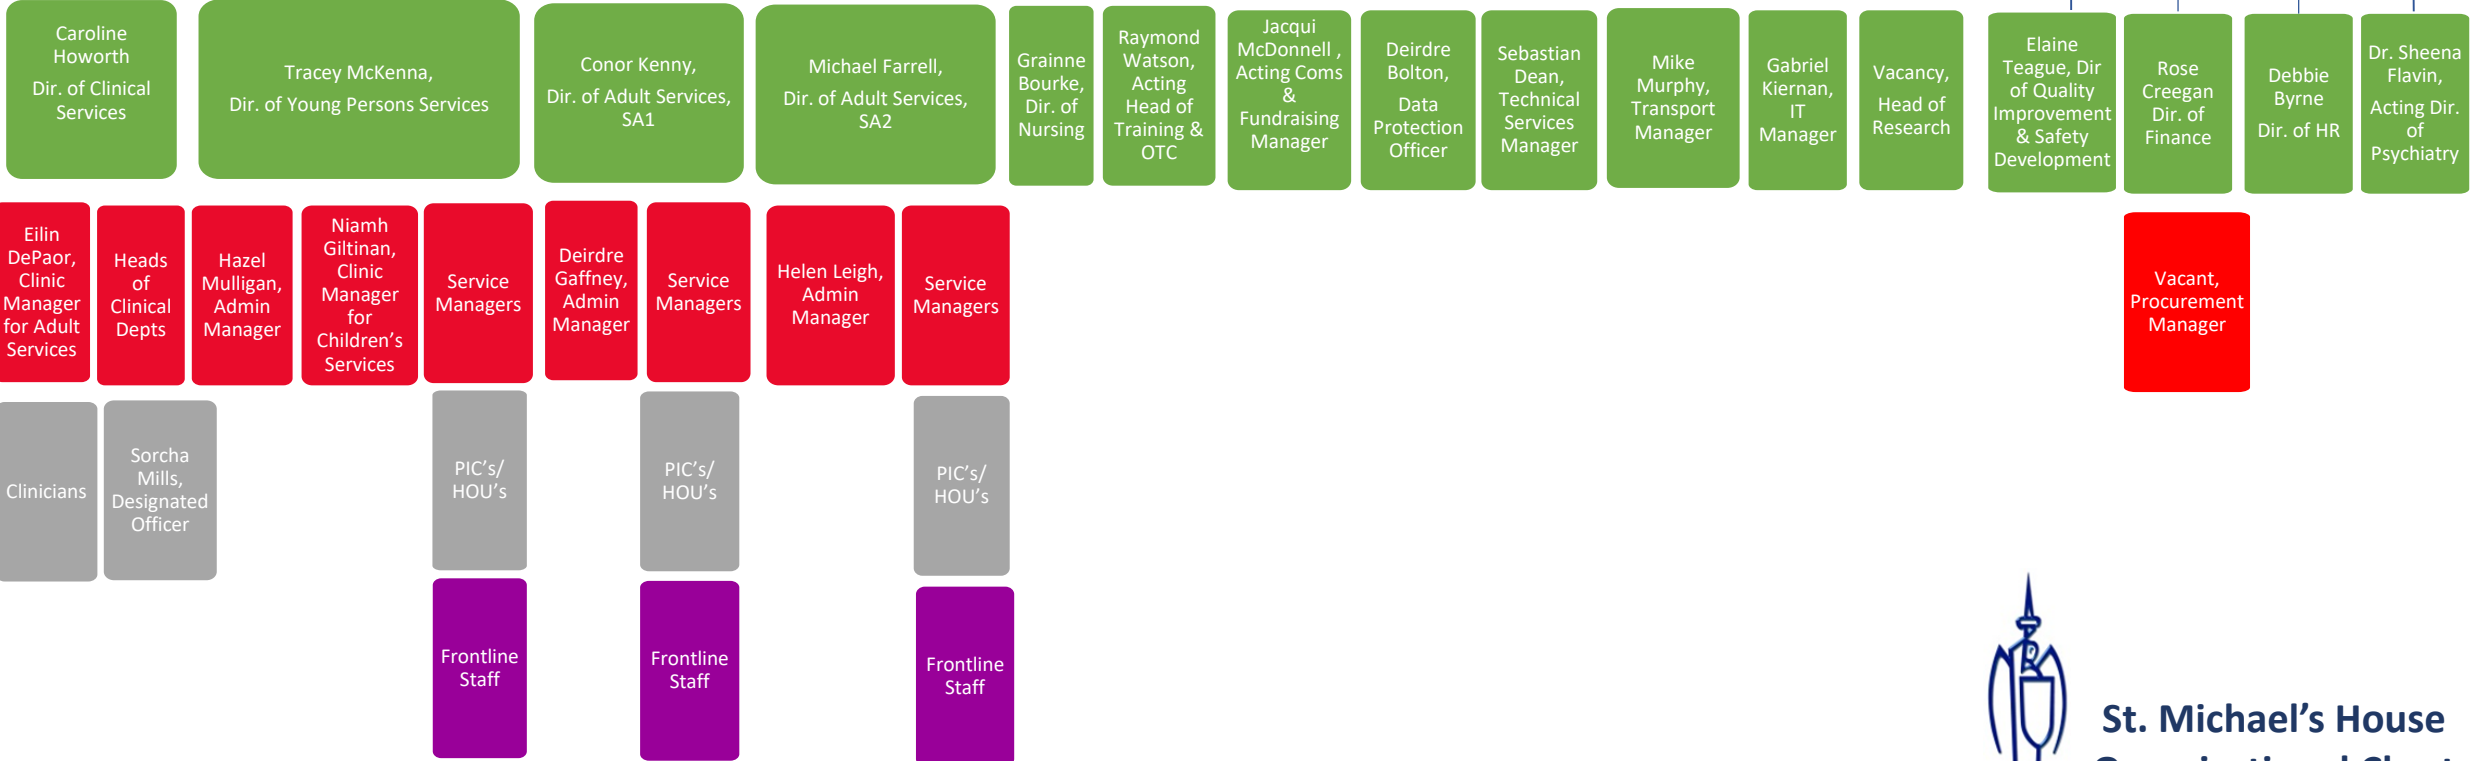 Caroline
Howorth
Dir. of Clinical
Services
Tracey McKenna,
Dir. of Young Persons Services
Conor Kenny,
Dir. of Adult Services,
SA1
Michael Farrell,
Dir. of Adult Services,
SA2
Grainne
Bourke,
Dir. of
Nursing
Raymond
Watson,
Acting
Head of
Training &
OTC
Jacqui
McDonnell ,
Acting Coms
&
Fundraising
Manager
Deirdre
Bolton,
Data
Protection
Officer
Sebastian
Dean,
Technical
Services
Manager
Mike
Murphy,
Transport
Manager
Gabriel
Kiernan,
IT
Manager
Vacancy,
Head of
Research
Elaine
Teague, Dir
of Quality
Improvement
& Safety
Development
Rose
Creegan
Dir. of
Finance
Debbie
Byrne
Dir. of HR
Dr. Sheena
Flavin,
Acting Dir.
of
Psychiatry
Eilin
DePaor,
Clinic
Manager
for Adult
Services
Heads
of
Clinical
Depts
Hazel
Mulligan,
Admin
Manager
Niamh
Giltinan,
Clinic
Manager
for
Children’s
Services
Service
Managers
Deirdre
Gaffney,
Admin
Manager
Service
Managers
Helen Leigh,
Admin
Manager
Service
Managers
Vacant,
Procurement
Manager
Clinicians
Sorcha
Mills,
Designated
Officer
PIC’s/
HOU’s
PIC’s/
HOU’s
PIC’s/
HOU’s
Frontline
Staff
Frontline
Staff
Frontline
Staff
St. Michael’s House
Organisational Chart